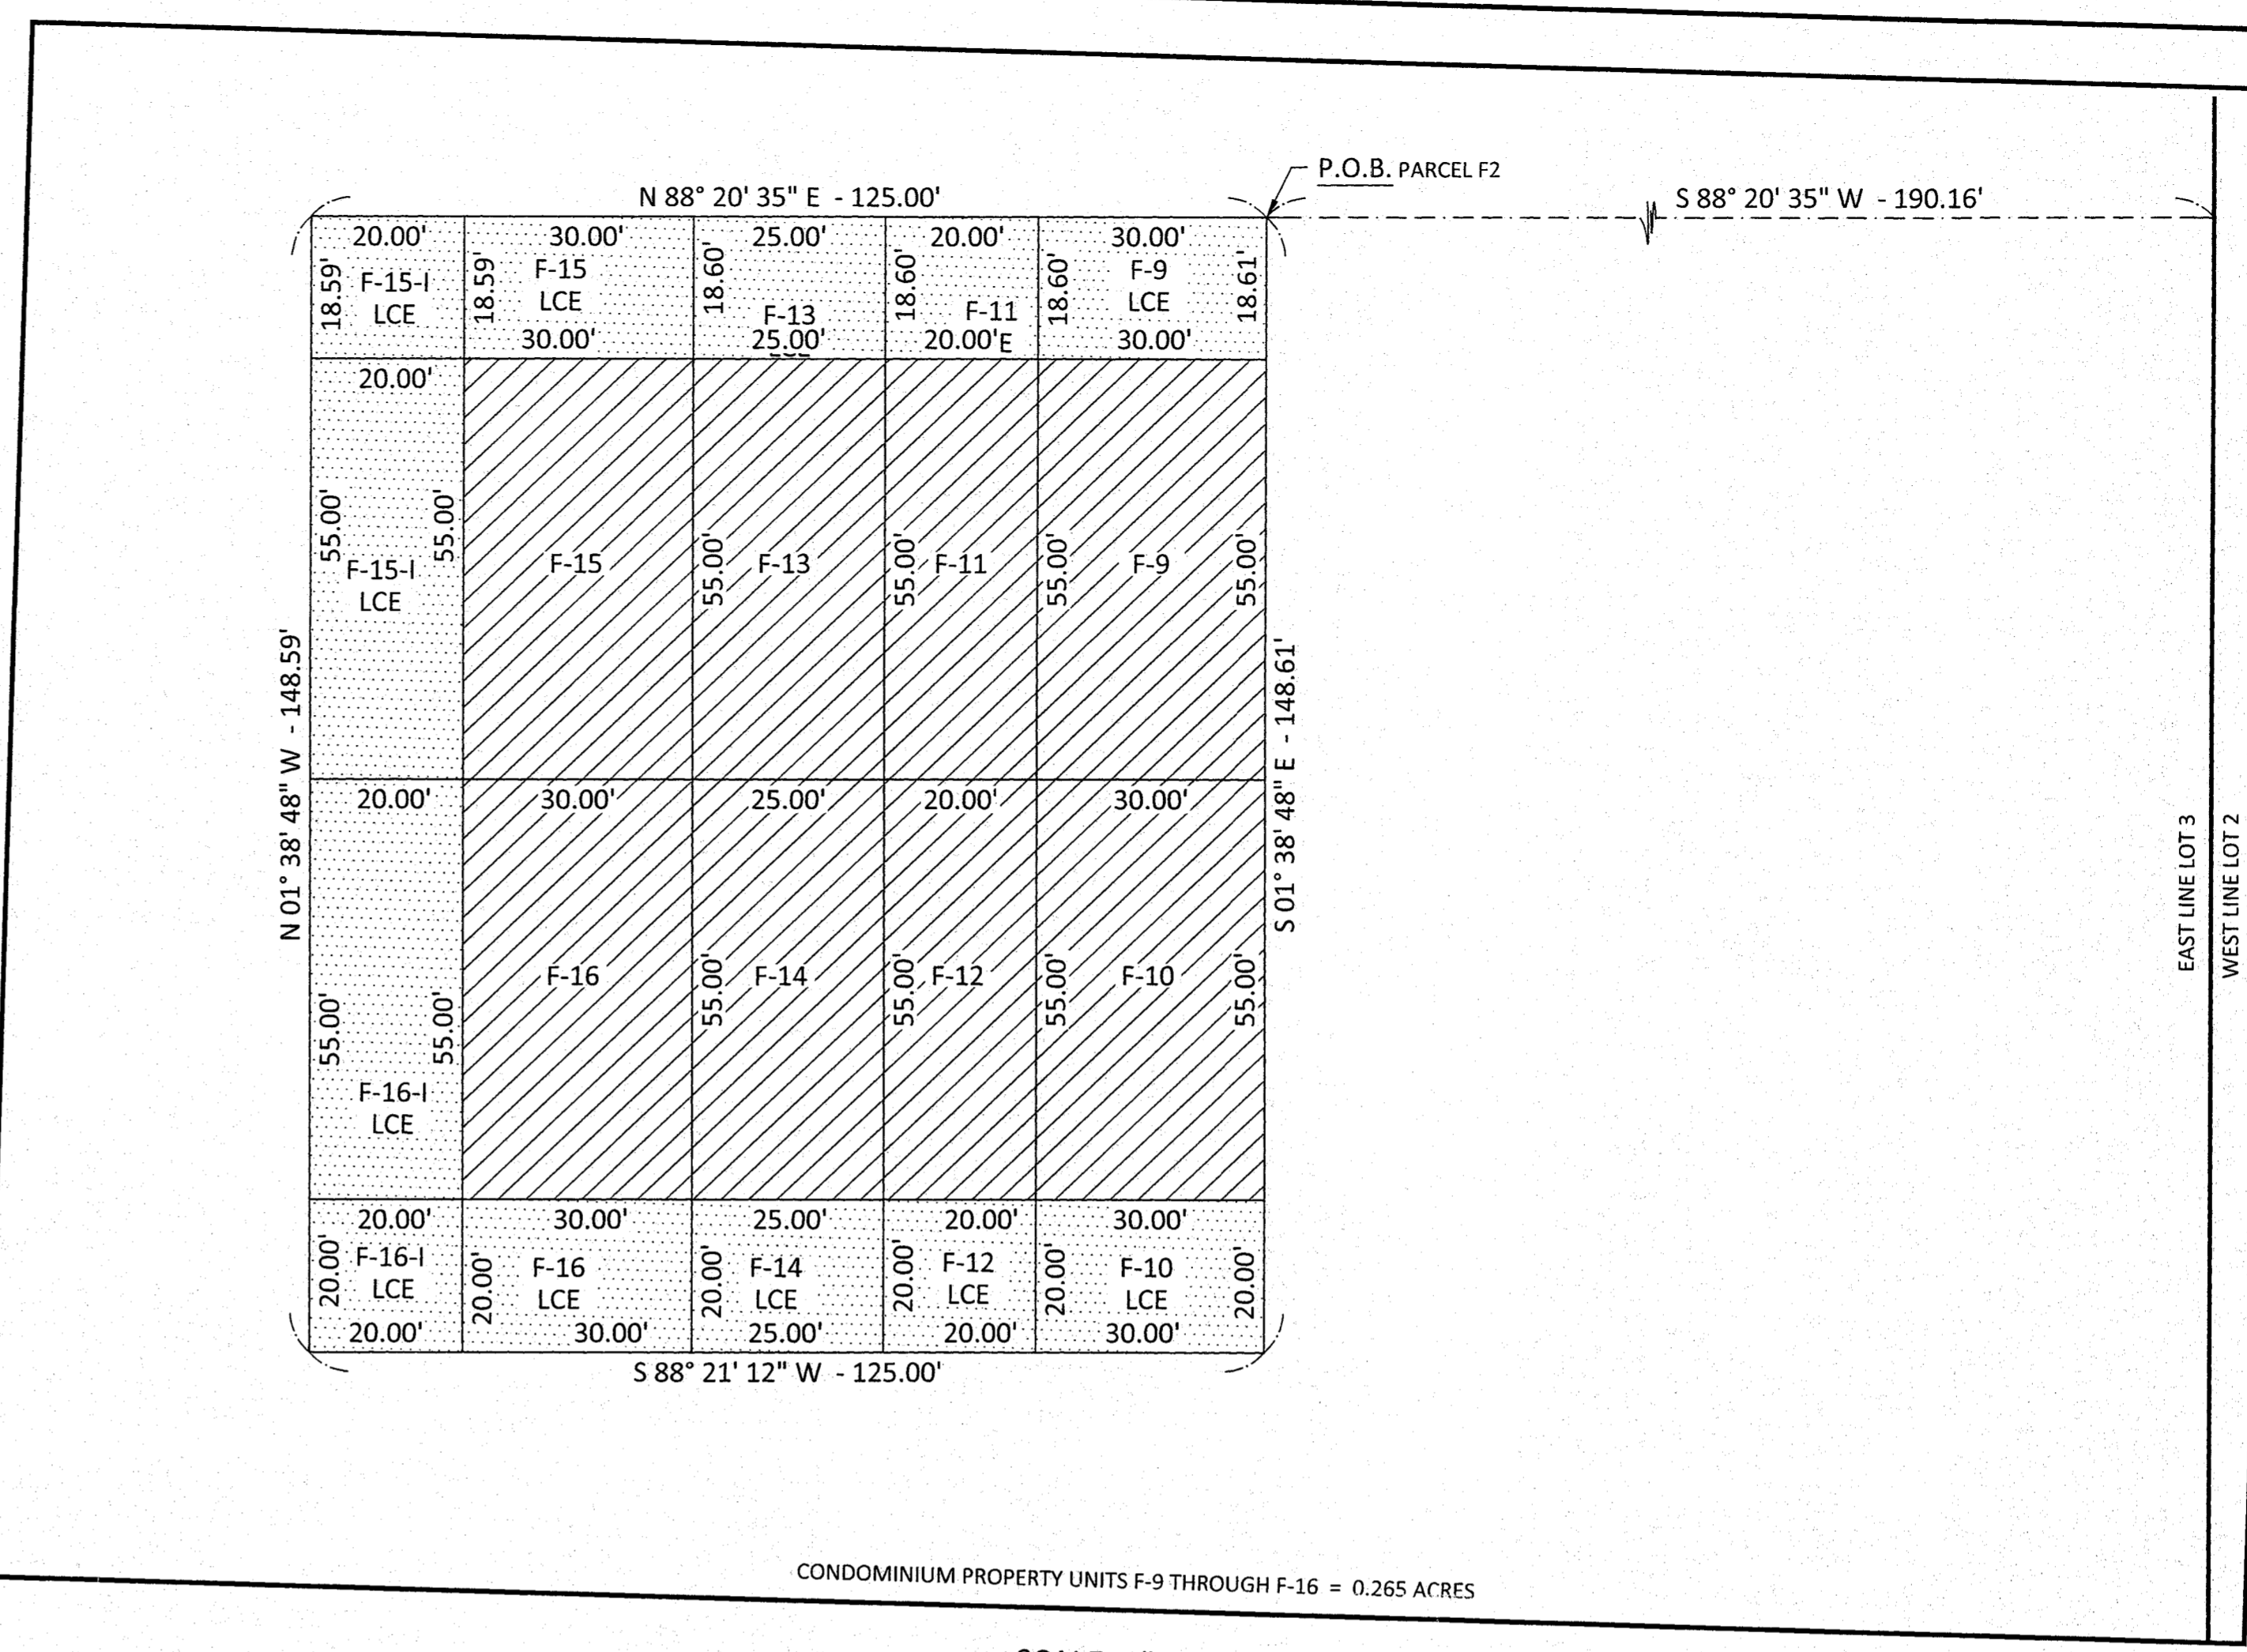 P.O.B. PARCEL F2
N 88° 20' 35" E - 125.00'
S 88° 20' 35" W - 190.16'
20.00' 30.00' 25.00' 20.00' 30.00'
18.59' F-15-I LCE
18.59' F-15 LCE
18.60' F-13
18.60' F-11
18.60' F-9 LCE 18.61'
30.00' 25.00' 20.00'E 30.00'
20.00'
55.00' 55.00'
F-15-I
LCE
F-15 55.00' F-13 55.00' F-11 55.00' F-9 55.00'
N 01° 38' 48" W - 148.59'
S 01° 38' 48" E - 148.61'
20.00' 30.00' 25.00' 20.00' 30.00'
EAST LINE LOT 3
WEST LINE LOT 2
F-16 55.00' F-14 55.00' F-12 55.00' F-10 55.00'
55.00' 55.00'
F-16-I
LCE
20.00' 30.00' 25.00' 20.00' 30.00'
20.00' F-16-I LCE
20.00' F-16 LCE
20.00' F-14 LCE
20.00' F-12 LCE
20.00' F-10 LCE 20.00'
20.00' 30.00' 25.00' 20.00' 30.00'
S 88° 21' 12" W - 125.00'
CONDOMINIUM PROPERTY UNITS F-9 THROUGH F-16 = 0.265 ACRES